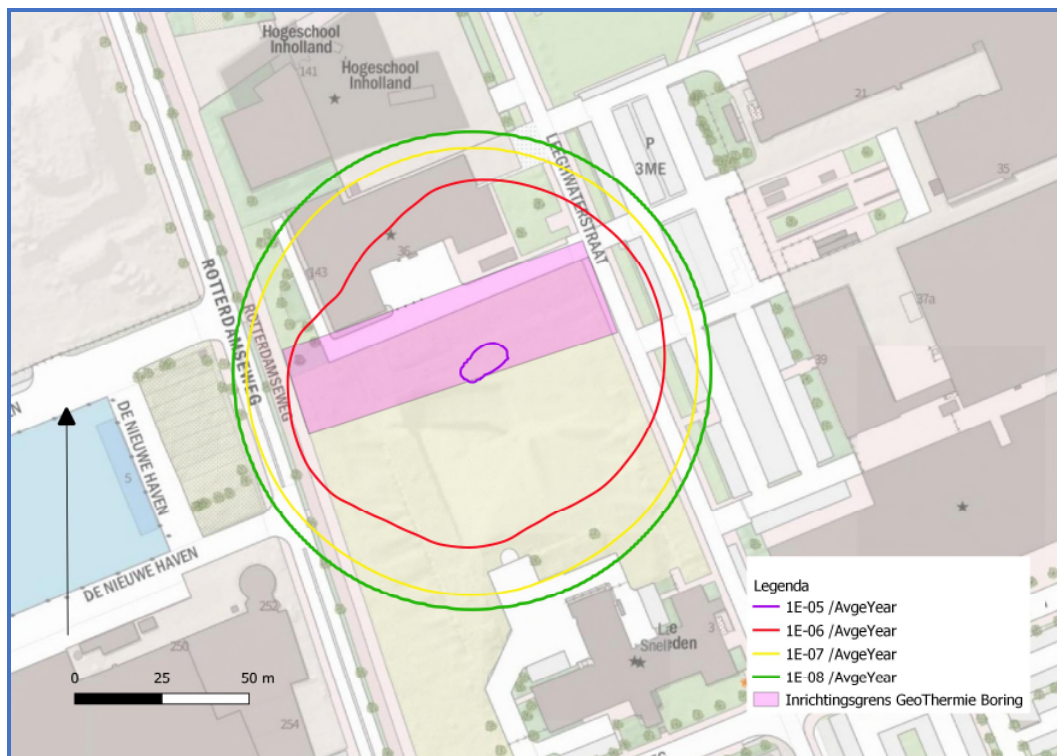 Hogeschool
Inholland
141
Hogeschool
Inholland
21
P
3ME
LEEGHWATERSTRAAT
35
36
143
ROTTERDAMSEWEG
ROTTERDAMSEWEG
37a
39
DE NIEUWE HAVEN
5
DE NIEUWE HAVEN
252
250
254
3
0 25 50 m
Legenda
1E-05 /AvgeYear
1E-06 /AvgeYear
1E-07 /AvgeYear
1E-08 /AvgeYear
Inrichtingsgrens GeoThermie Boring